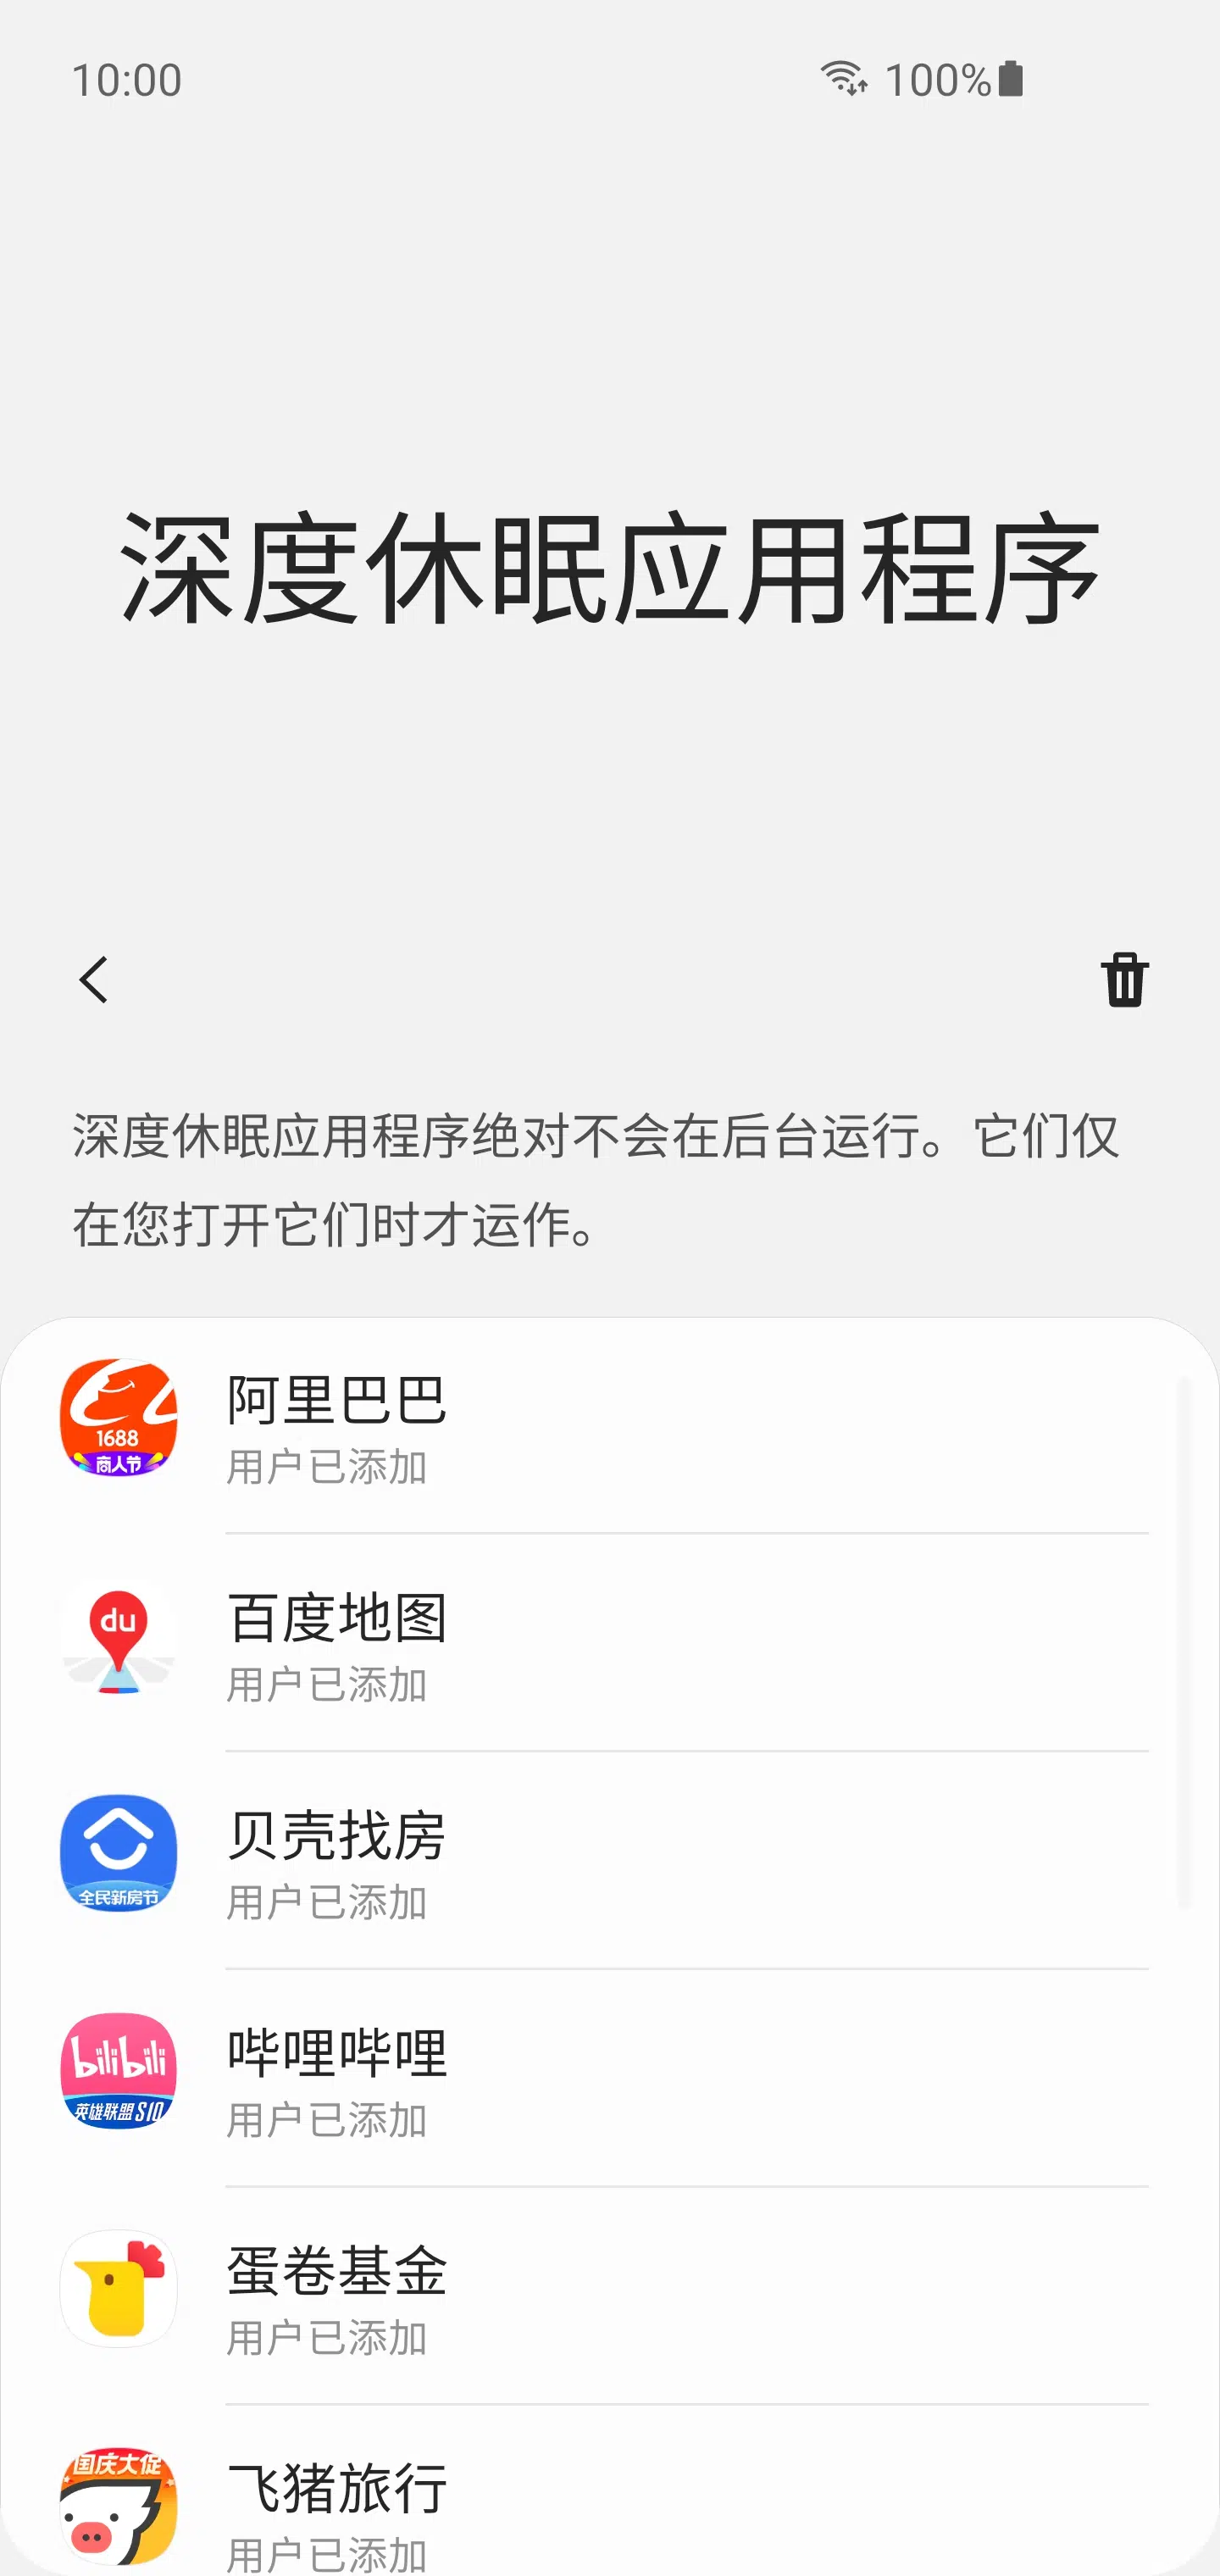 10:00 100%
深度休眠应用程序
深度休眠应用程序绝对不会在后台运行。它们仅
在您打开它们时才运作。
阿里巴巴
1688
商人节
用户已添加
du
百度地图
用户已添加
贝壳找房
全民新房节
用户已添加
bilibili
哔哩哔哩
英雄联盟S10
用户已添加
蛋卷基金
用户已添加
国庆大促
飞猪旅行
用户已添加